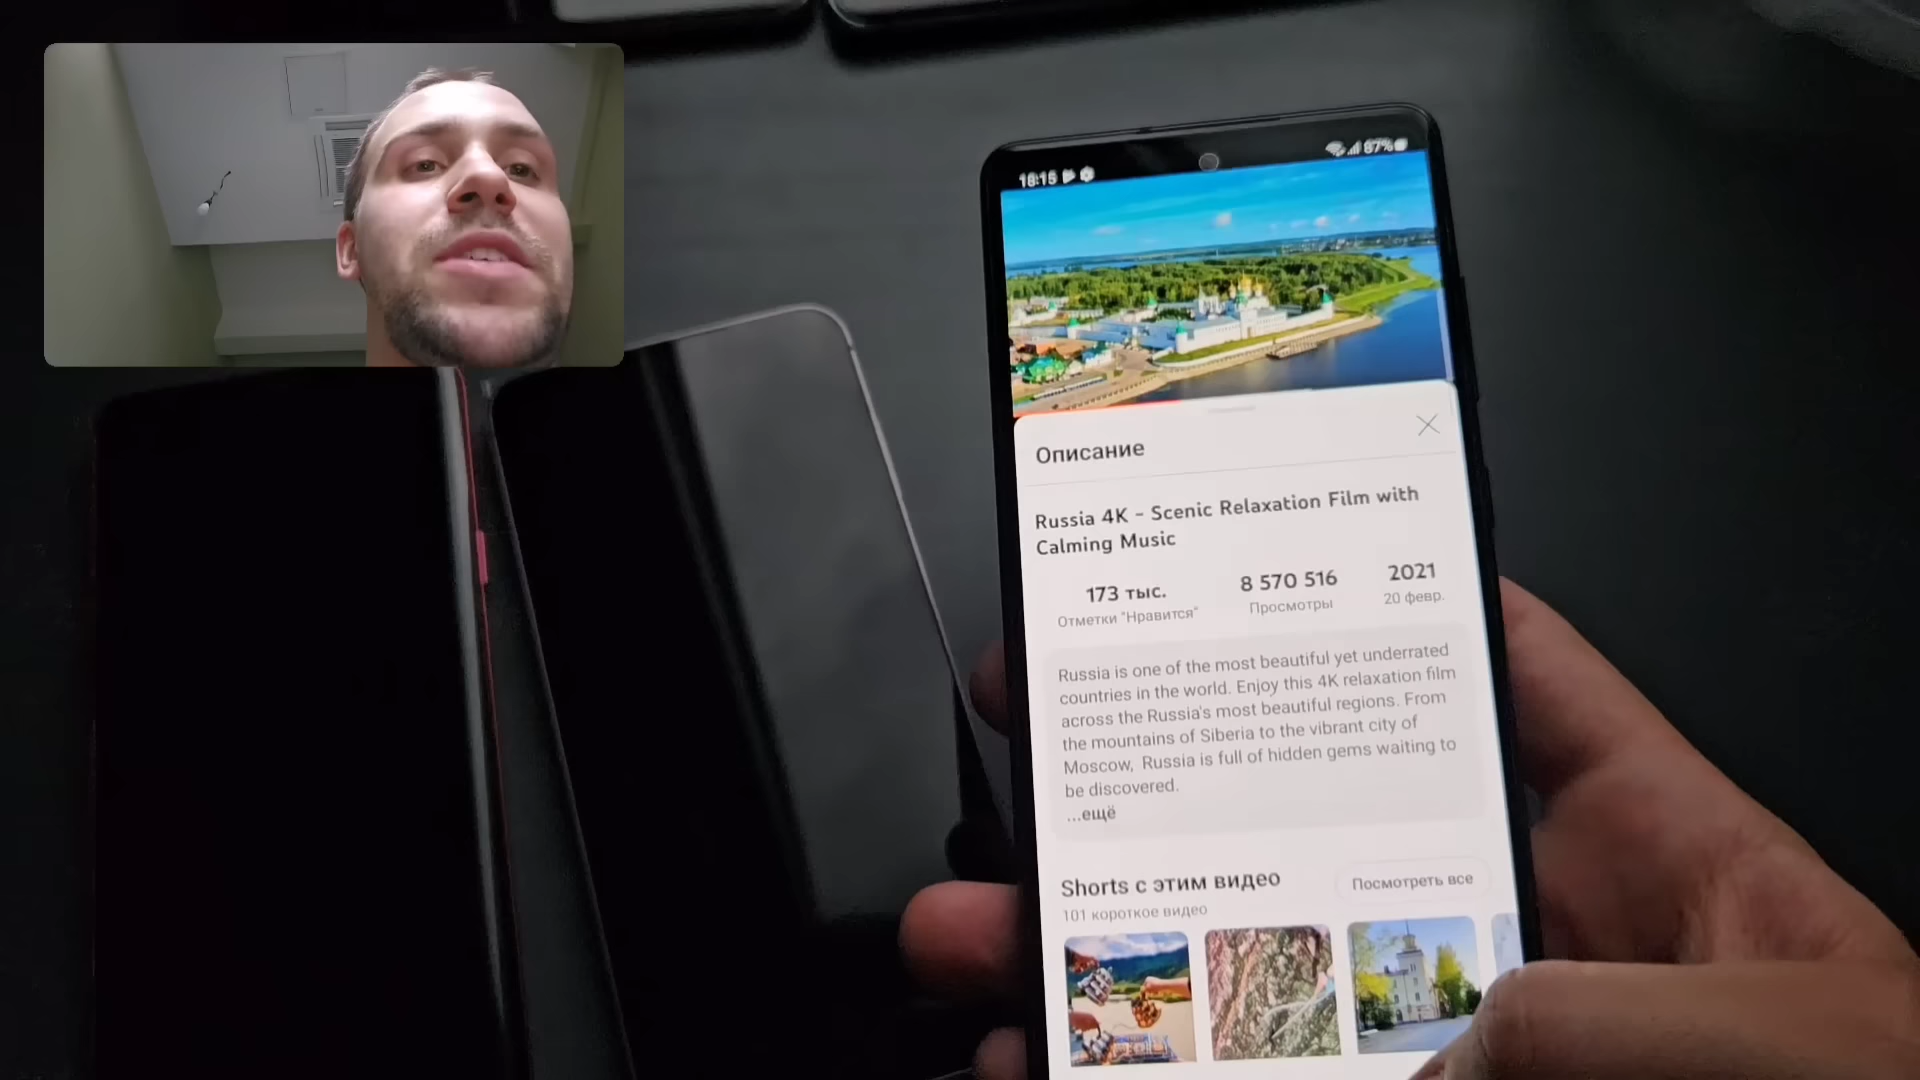 18:15
87%
Описание
Russia 4K - Scenic Relaxation Film with
Calming Music
173 тыс.
8 570 516
2021
Отметки "Нравится"
Просмотры
20 февр.
Russia is one of the most beautiful yet underrated
countries in the world. Enjoy this 4K relaxation film
across the Russia's most beautiful regions. From
the mountains of Siberia to the vibrant city of
Moscow, Russia is full of hidden gems waiting to
be discovered.
...ещё
Shorts с этим видео
Посмотреть все
101 короткое видео